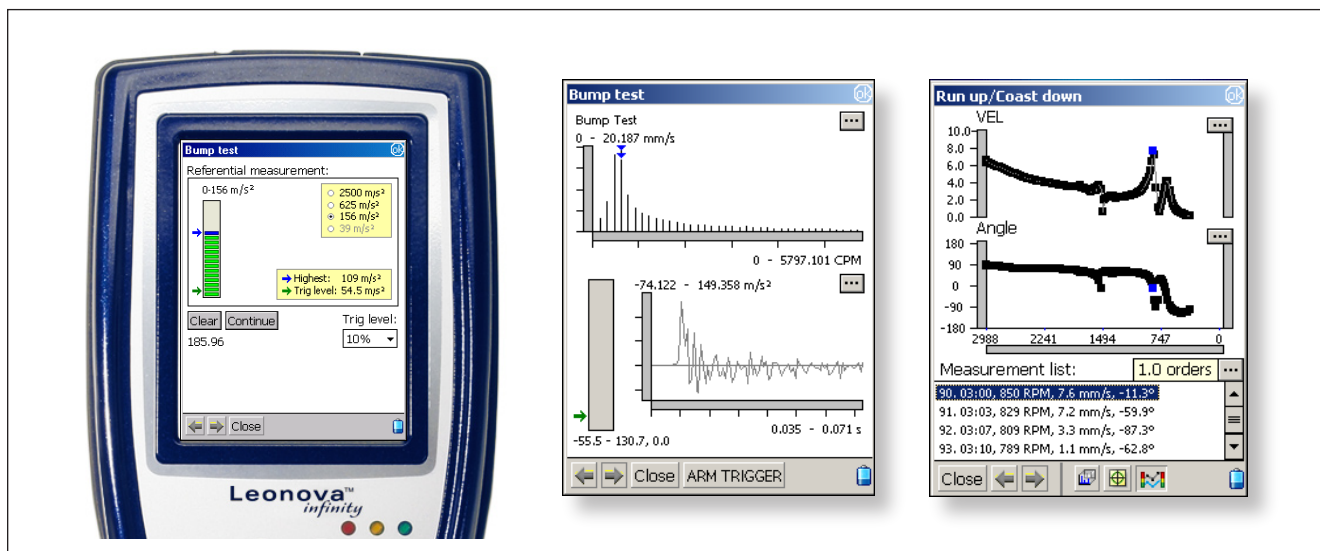 Bump test
ok
Referential measurement:
0-156 m/s²
2500 m/s²
625 m/s²
156 m/s²
39 m/s²
Highest: 109 m/s²
Trig level: 54.5 m/s²
Clear Continue
Trig level:
185.96
10%
Close
Leonova™
infinity
Bump test
ok
Bump Test
0 - 20.187 mm/s
0 - 5797.101 CPM
-74.122 - 149.358 m/s²
0.035 - 0.071 s
-55.5 - 130.7, 0.0
Close ARM TRIGGER
Run up/Coast down
ok
VEL
10.0
8.0
6.0
4.0
2.0
0.0
Angle
180
90
0
-90
-180
2988 2241 1494 747 0
Measurement list: 1.0 orders ...
90. 03:00, 850 RPM, 7.6 mm/s, -11.3º
91. 03:03, 829 RPM, 7.2 mm/s, -59.9º
92. 03:07, 809 RPM, 3.3 mm/s, -87.3º
93. 03:10, 789 RPM, 1.1 mm/s, -62.8º
Close